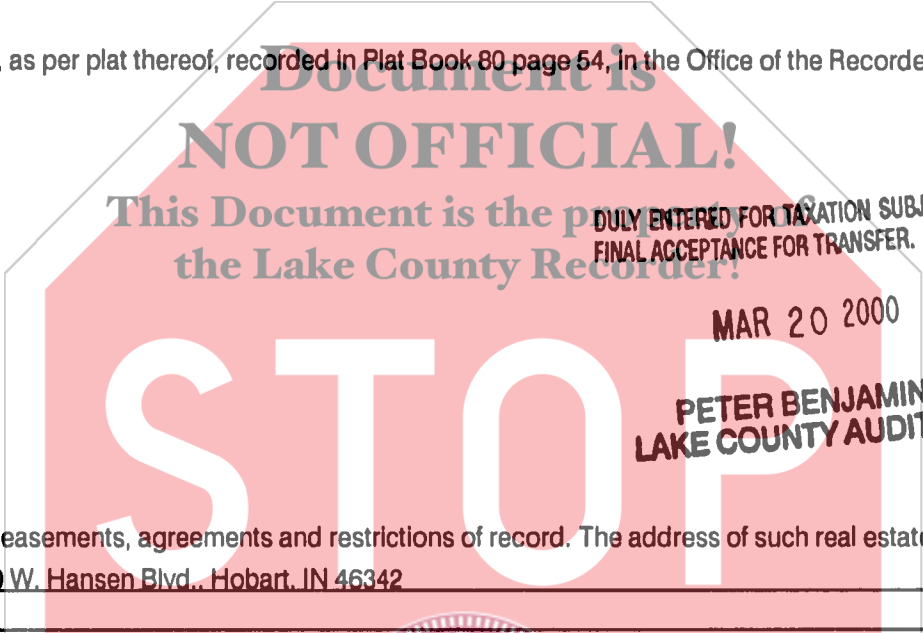 , as per plat thereof, recorded in Plat Book 80 page 54, in the Office of the Recorde
Document is
NOT OFFICIAL!
This Document is the property of
the Lake County Recorder!
DULY ENTERED FOR TAXATION SUBJ
FINAL ACCEPTANCE FOR TRANSFER.
MAR 20 2000
PETER BENJAMIN
LAKE COUNTY AUDIT
STOP
easements, agreements and restrictions of record. The address of such real estate
W. Hansen Blvd., Hobart, IN 46342